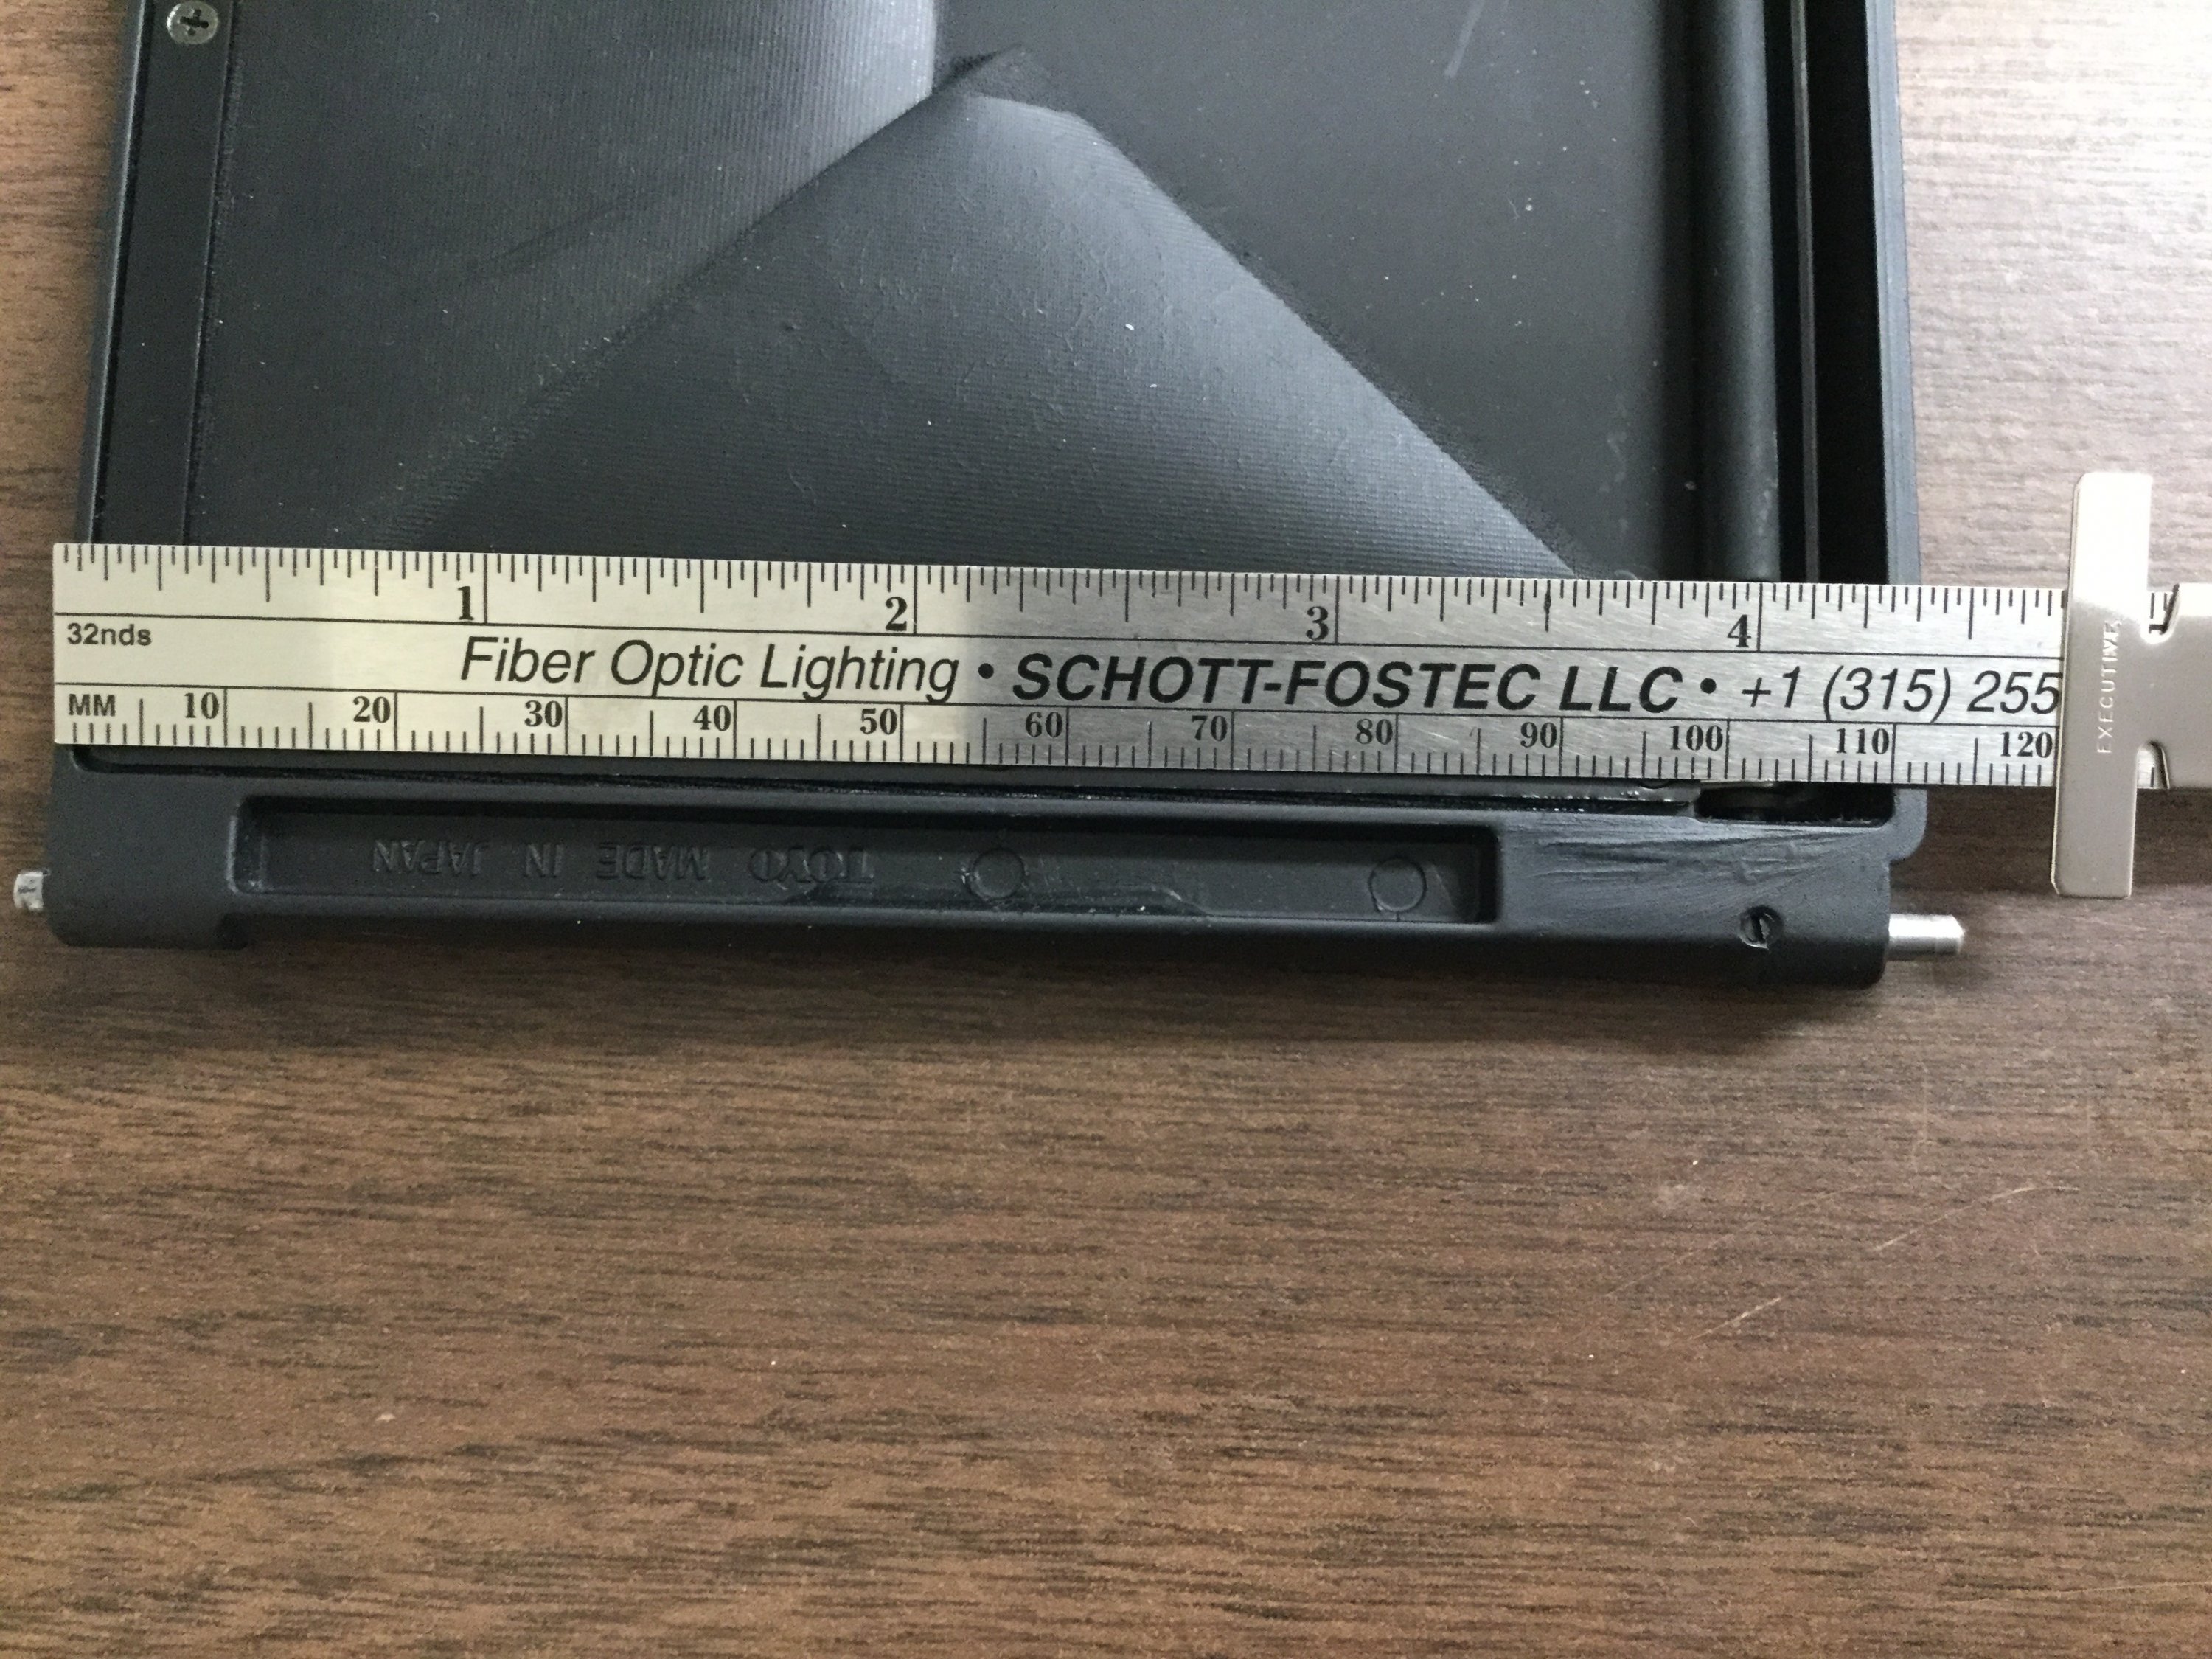 1 2 3 4
32nds
Fiber Optic Lighting • SCHOTT-FOSTEC LLC • +1 (315) 255
MM 10 20 30 40 50 60 70 80 90 100 110 120
EXECUTIVE
TOYO MADE IN JAPAN